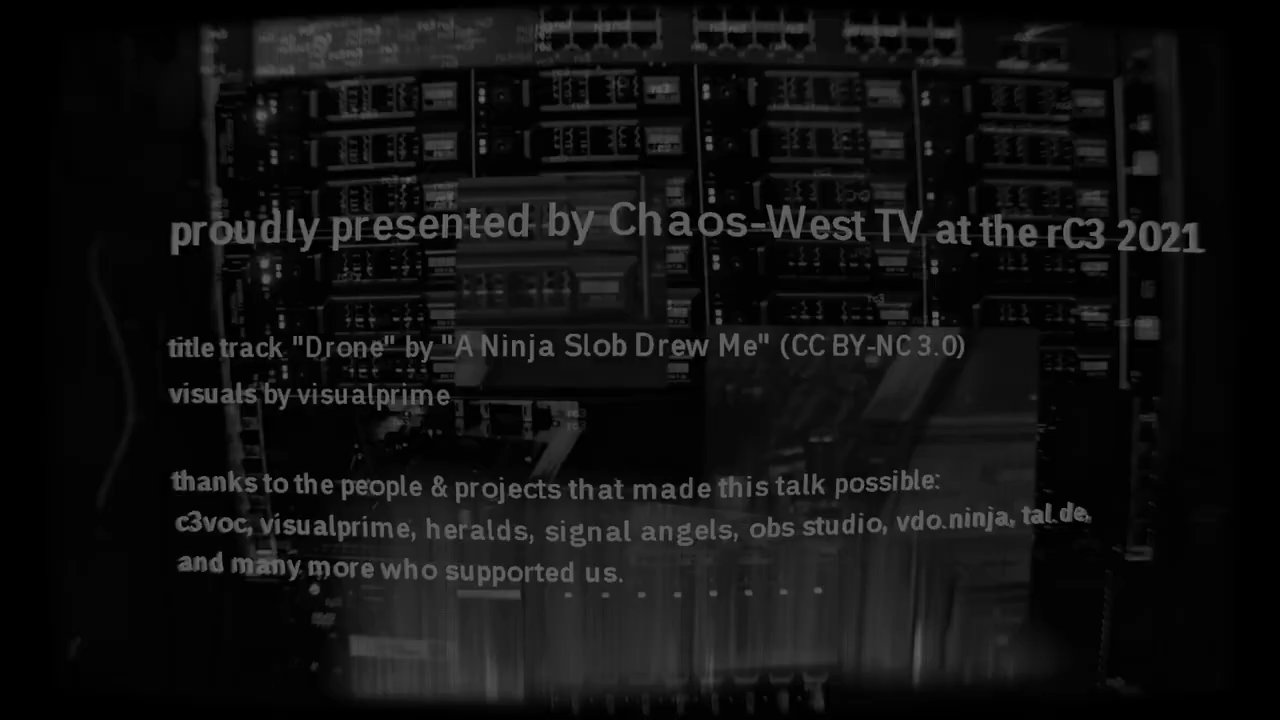 proudly presented by Chaos-West TV at the rC3 2021
title track "Drone" by "A Ninja Slob Drew Me" (CC BY-NC 3.0)
visuals by visualprime
thanks to the people & projects that made this talk possible:
c3voc, visualprime, heralds, signal angels, obs studio, vdo.ninja, tal.de,
and many more who supported us.